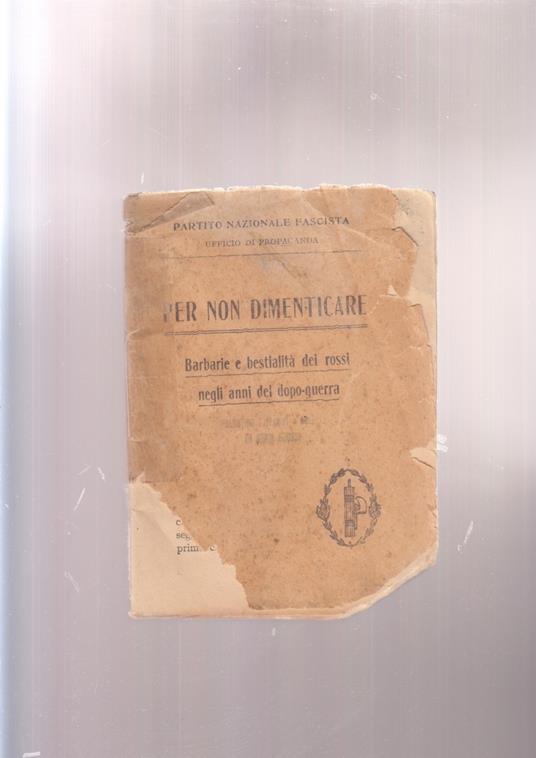 PARTITO NAZIONALE FASCISTA
UFFICIO DI PROPAGANDA
PER NON DIMENTICARE
Barbarie e bestialità dei rossi
negli anni del dopo-guerra